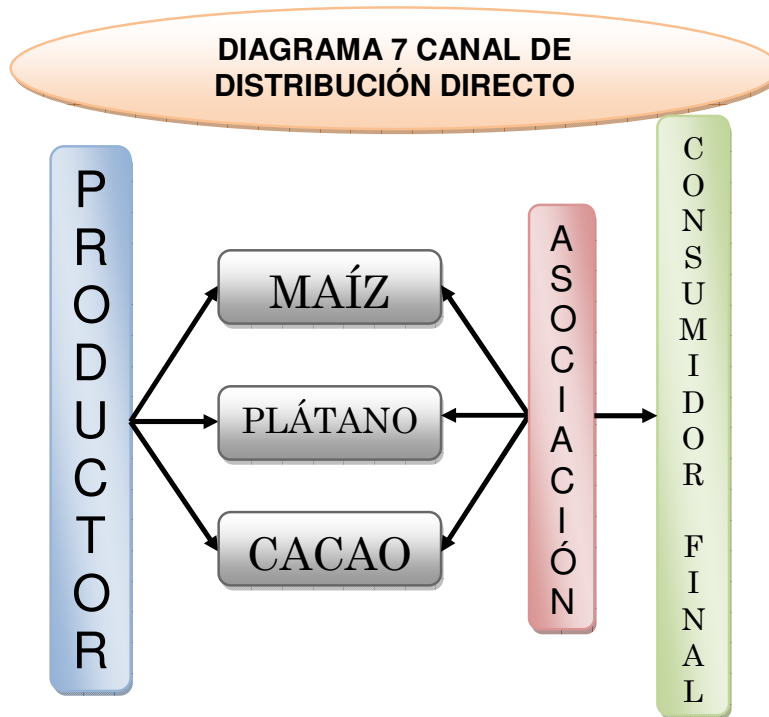 DIAGRAMA 7 CANAL DE
DISTRIBUCIÓN DIRECTO
PRODUCTOR
MAÍZ
PLÁTANO
CACAO
ASOCIACIÓN
CONSUMIDOR FINAL